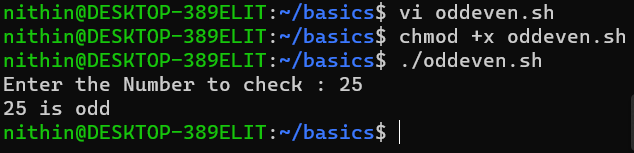 nithin@DESKTOP-389ELIT:~/basics$ vi oddeven.sh
nithin@DESKTOP-389ELIT:~/basics$ chmod +x oddeven.sh
nithin@DESKTOP-389ELIT:~/basics$ ./oddeven.sh
Enter the Number to check : 25
25 is odd
nithin@DESKTOP-389ELIT:~/basics$